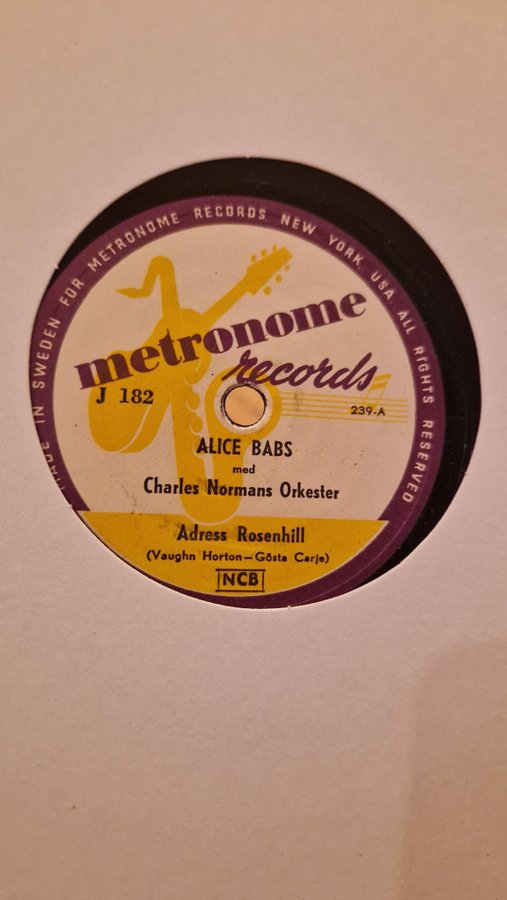 MADE IN SWEDEN FOR METRONOME RECORDS NEW YORK, USA ALL RIGHTS RESERVED
metronome
records
J 182
239-A
ALICE BABS
med
Charles Normans Orkester
Adress Rosenhill
(Vaughn Horton—Gösta Carje)
NCB